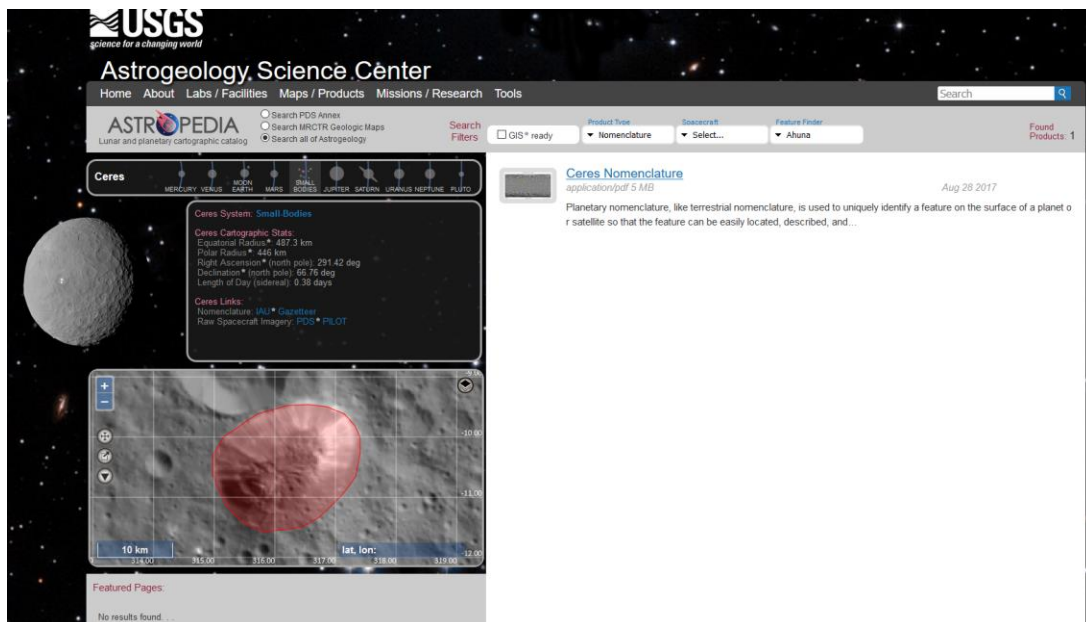 USGS
science for a changing world
Astrogeology Science Center
Home About Labs / Facilities Maps / Products Missions / Research Tools
Search
ASTROPEDIA
Lunar and planetary cartographic catalog
Search PDS Annex
Search MRCTR Geologic Maps
Search all of Astrogeology
Search Filters
GIS* ready
Product Type
Nomenclature
Spacecraft
Select...
Feature Finder
Ahuna
Found Products: 1
Ceres
MERCURY VENUS MOON EARTH MARS SMALL BODIES JUPITER SATURN URANUS NEPTUNE PLUTO
Ceres System: Small-Bodies
Ceres Cartographic Stats:
Equatorial Radius*: 487.3 km
Polar Radius*: 446 km
Right Ascension* (north pole): 291.42 deg
Declination* (north pole): 66.76 deg
Length of Day (sidereal): 0.38 days
Ceres Links:
Nomenclature: IAU* Gazetteer
Raw Spacecraft Imagery: PDS* PILOT
Ceres Nomenclature
application/pdf 5 MB
Aug 28 2017
Planetary nomenclature, like terrestrial nomenclature, is used to uniquely identify a feature on the surface of a planet o
r satellite so that the feature can be easily located, described, and…
+
−
-10.00
-11.00
-12.00
10 km
lat, lon:
314.00 315.00 316.00 317.00 318.00 319.00
Featured Pages:
No results found. . .